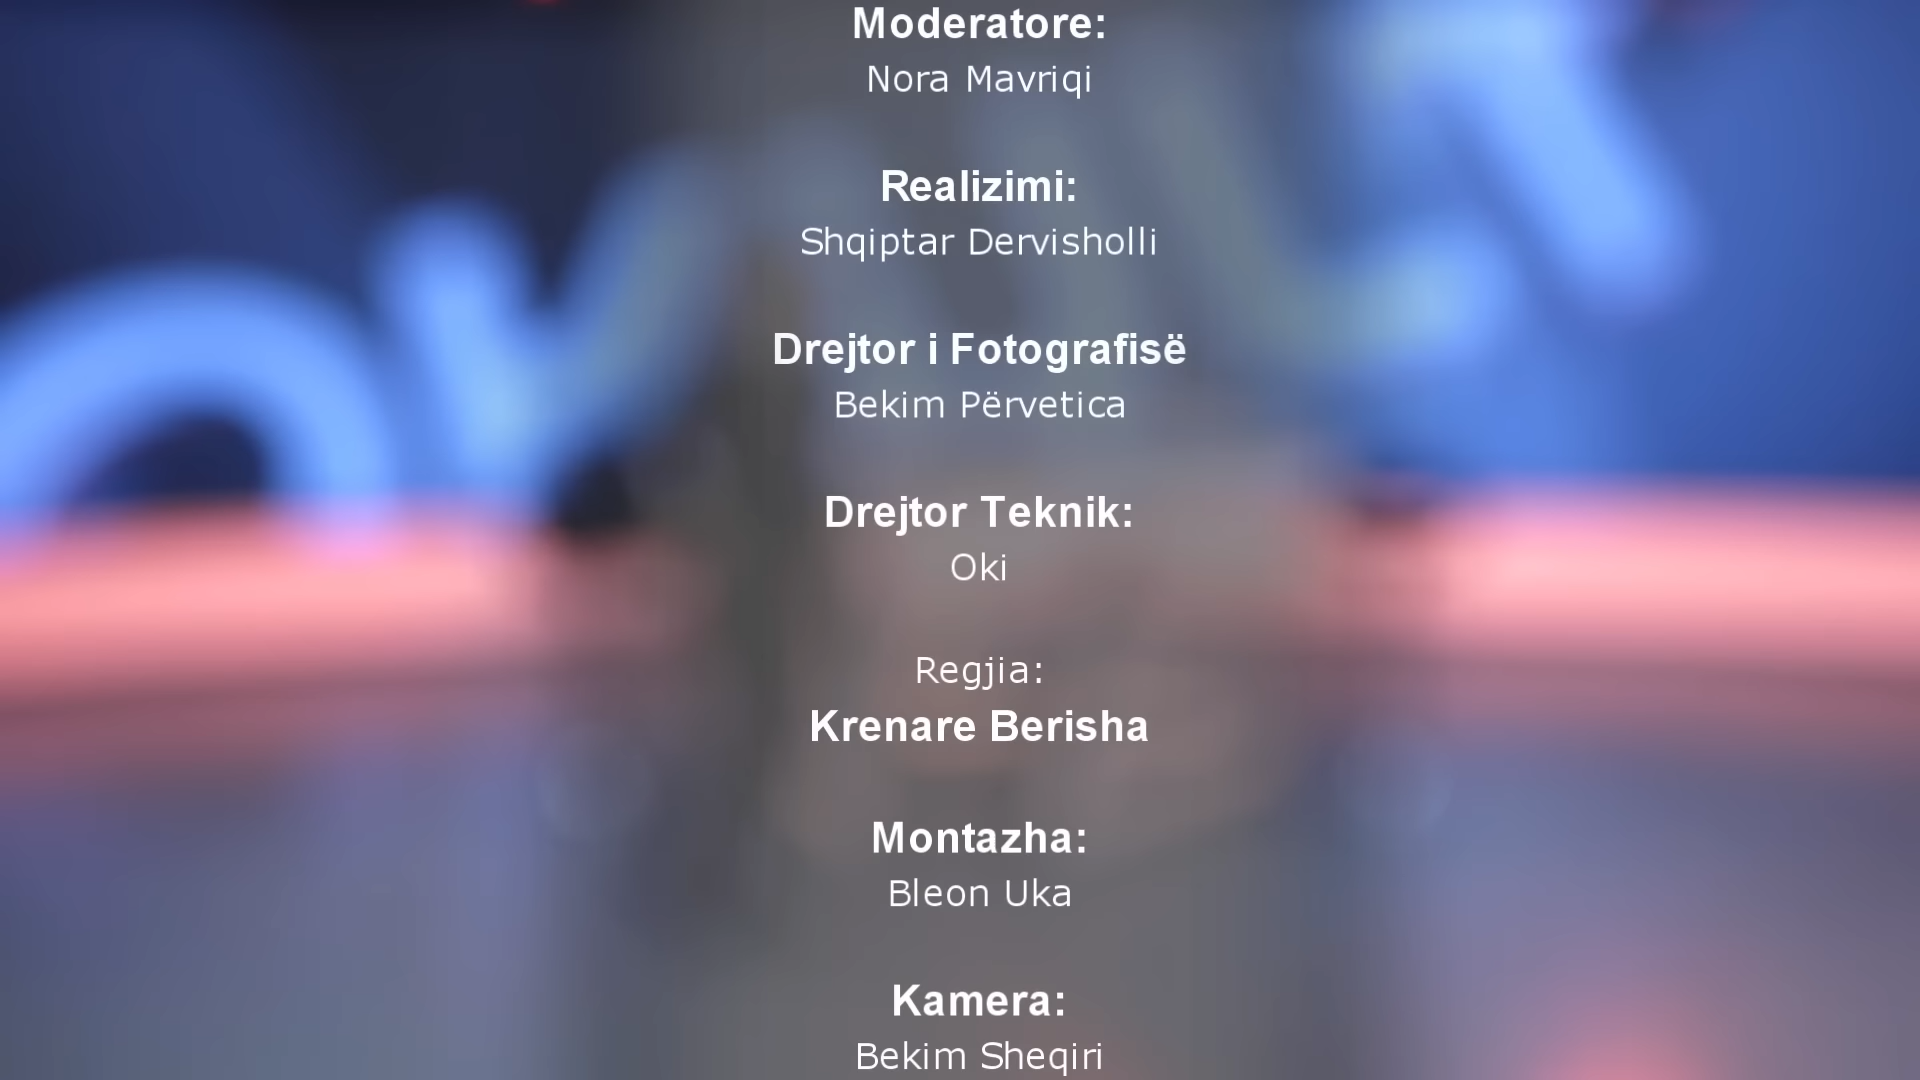 Moderatore:
Nora Mavriqi
Realizimi:
Shqiptar Dervisholli
Drejtor i Fotografisë
Bekim Përvetica
Drejtor Teknik:
Oki
Regjia:
Krenare Berisha
Montazha:
Bleon Uka
Kamera:
Bekim Sheqiri